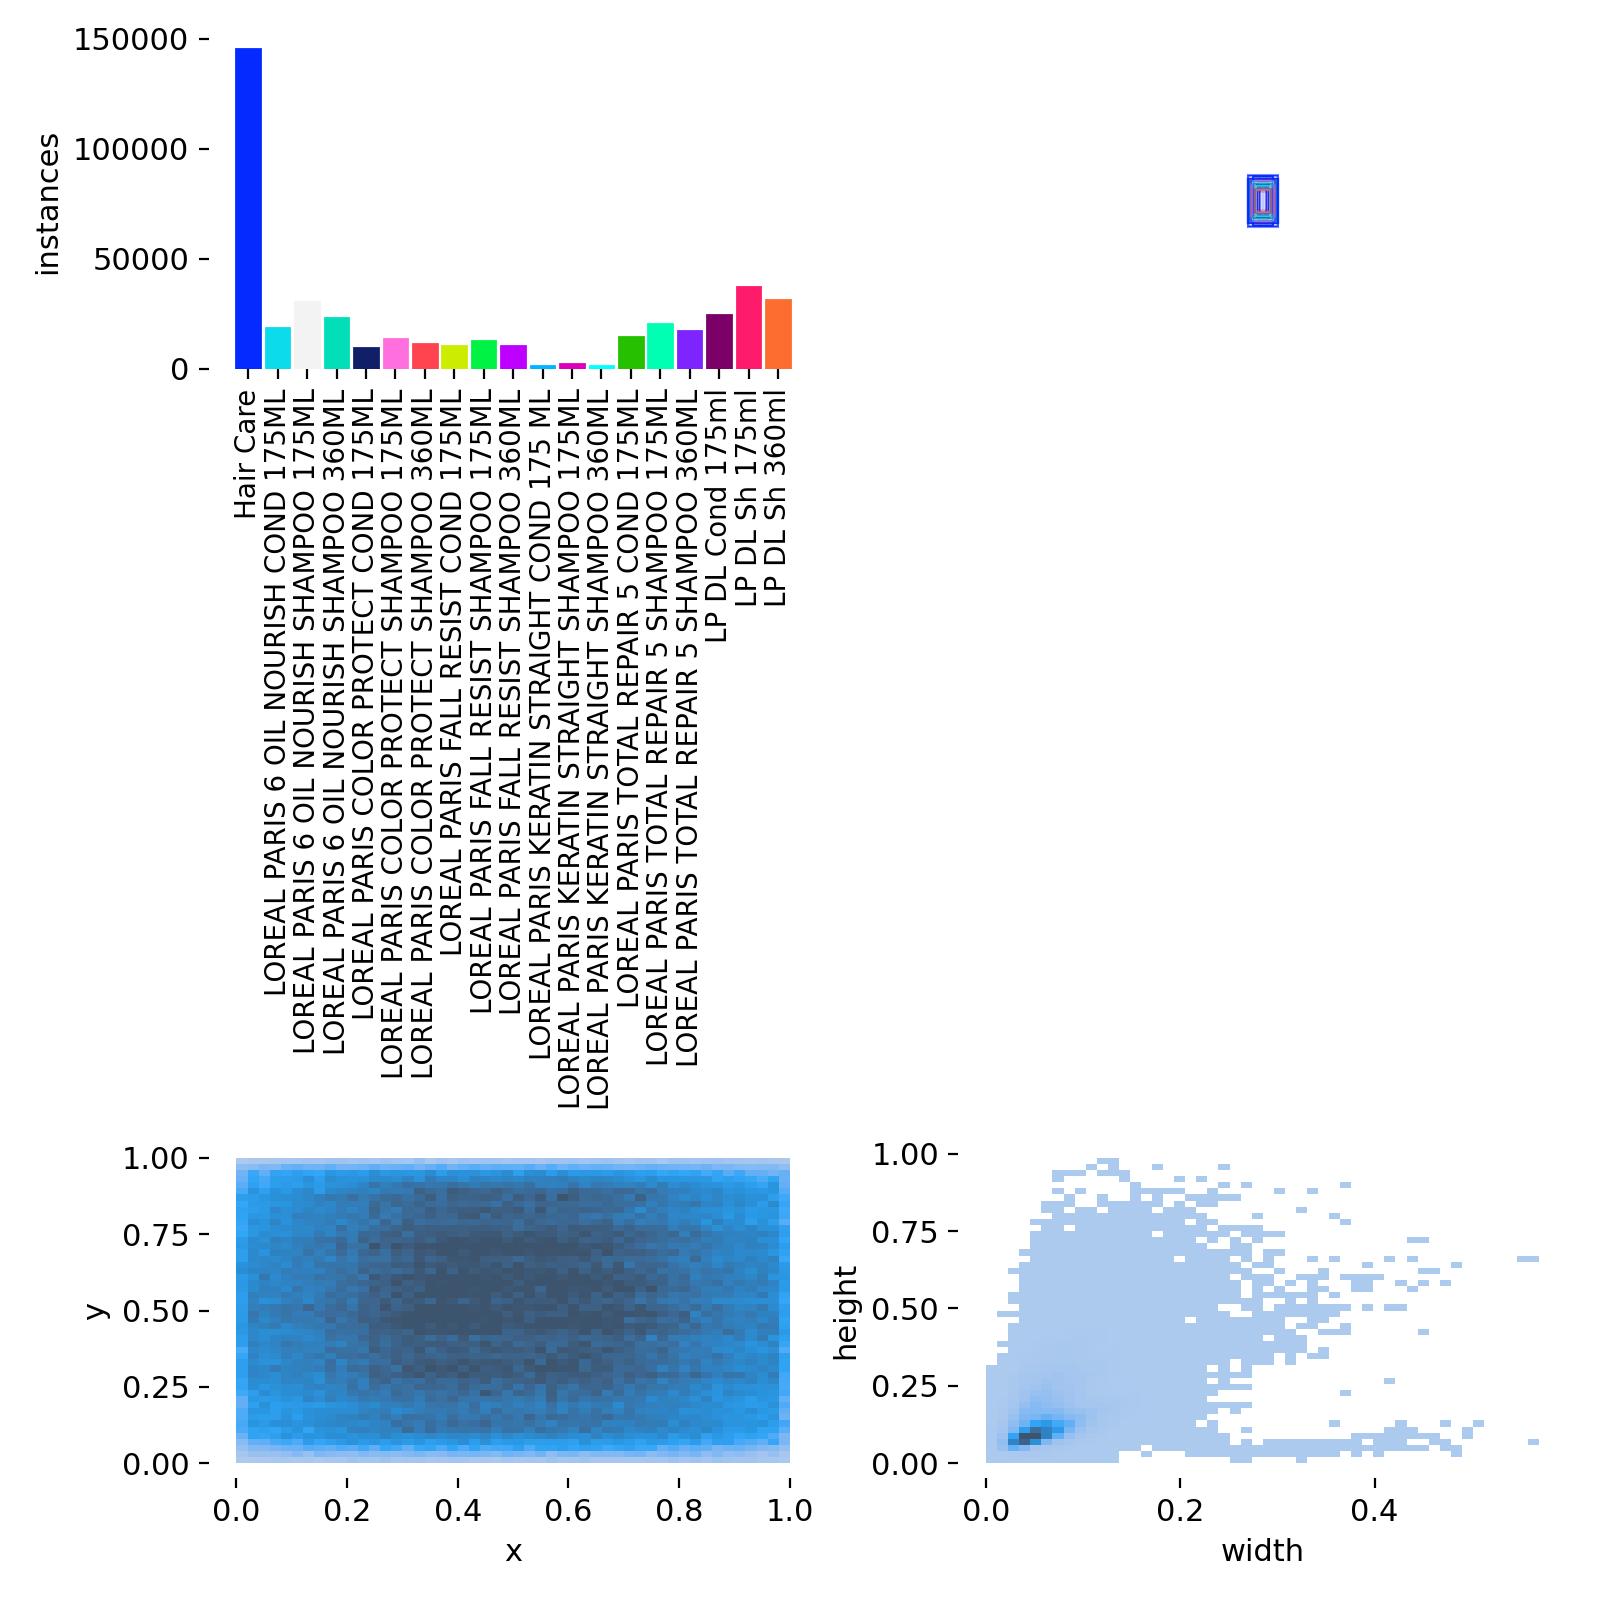 150000
100000
50000
0
instances
Hair Care
LOREAL PARIS 6 OIL NOURISH COND 175ML
LOREAL PARIS 6 OIL NOURISH SHAMPOO 175ML
LOREAL PARIS 6 OIL NOURISH SHAMPOO 360ML
LOREAL PARIS COLOR PROTECT COND 175ML
LOREAL PARIS COLOR PROTECT SHAMPOO 175ML
LOREAL PARIS COLOR PROTECT SHAMPOO 360ML
LOREAL PARIS FALL RESIST COND 175ML
LOREAL PARIS FALL RESIST SHAMPOO 175ML
LOREAL PARIS FALL RESIST SHAMPOO 360ML
LOREAL PARIS KERATIN STRAIGHT COND 175 ML
LOREAL PARIS KERATIN STRAIGHT SHAMPOO 175ML
LOREAL PARIS KERATIN STRAIGHT SHAMPOO 360ML
LOREAL PARIS TOTAL REPAIR 5 COND 175ML
LOREAL PARIS TOTAL REPAIR 5 SHAMPOO 175ML
LOREAL PARIS TOTAL REPAIR 5 SHAMPOO 360ML
LP DL Cond 175ml
LP DL Sh 175ml
LP DL Sh 360ml
1.00
0.75
0.50
0.25
0.00
y
0.0 0.2 0.4 0.6 0.8 1.0
x
1.00
0.75
0.50
0.25
0.00
height
0.0 0.2 0.4
width